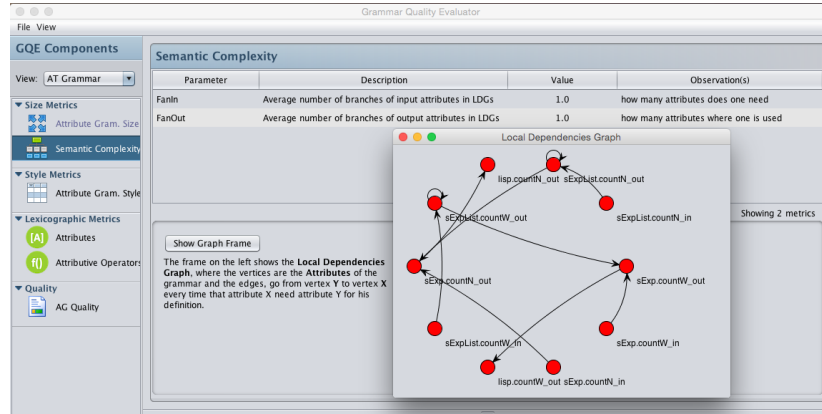 Grammar Quality Evaluator
File View
GQE Components
View: AT Grammar
Size Metrics
Attribute Gram. Size
Semantic Complexity
Style Metrics
Attribute Gram. Style
Lexicographic Metrics
[A] Attributes
f() Attributive Operators
Quality
AG Quality
Semantic Complexity
Parameter Description Value Observation(s)
FanIn Average number of branches of input attributes in LDGs 1.0 how many attributes does one need
FanOut Average number of branches of output attributes in LDGs 1.0 how many attributes where one is used
Showing 2 metrics
Show Graph Frame
The frame on the left shows the Local Dependencies
Graph, where the vertices are the Attributes of the
grammar and the edges, go from vertex Y to vertex X
every time that attribute X need attribute Y for his
definition.
Local Dependencies Graph
lisp.countN_out sExpList.countN_out
sExpList.countW_out
sExpList.countN_in
sExp.countN_out
sExp.countW_out
sExpList.countW_in
sExp.countW_in
lisp.countW_out sExp.countN_in